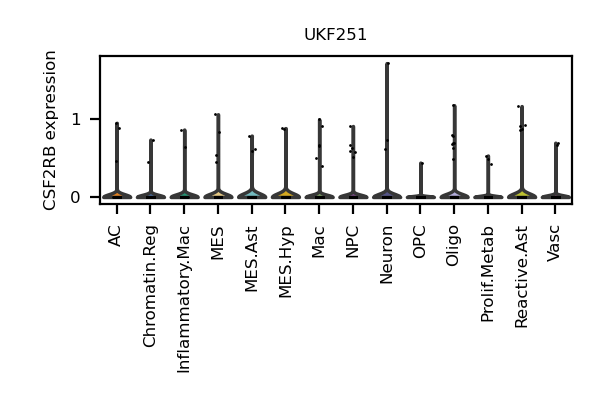 UKF251
CSF2RB expression
1
0
AC
Chromatin.Reg
Inflammatory.Mac
MES
MES.Ast
MES.Hyp
Mac
NPC
Neuron
OPC
Oligo
Prolif.Metab
Reactive.Ast
Vasc